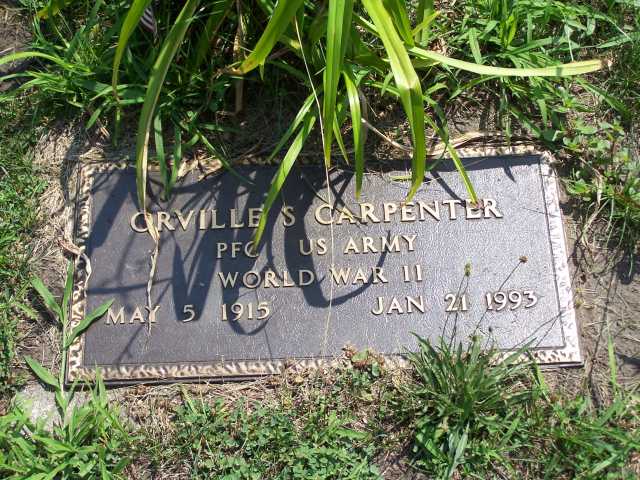 ORVILLE S CARPENTER
PFC US ARMY
WORLD WAR II
MAY 5 1915 JAN 21 1993